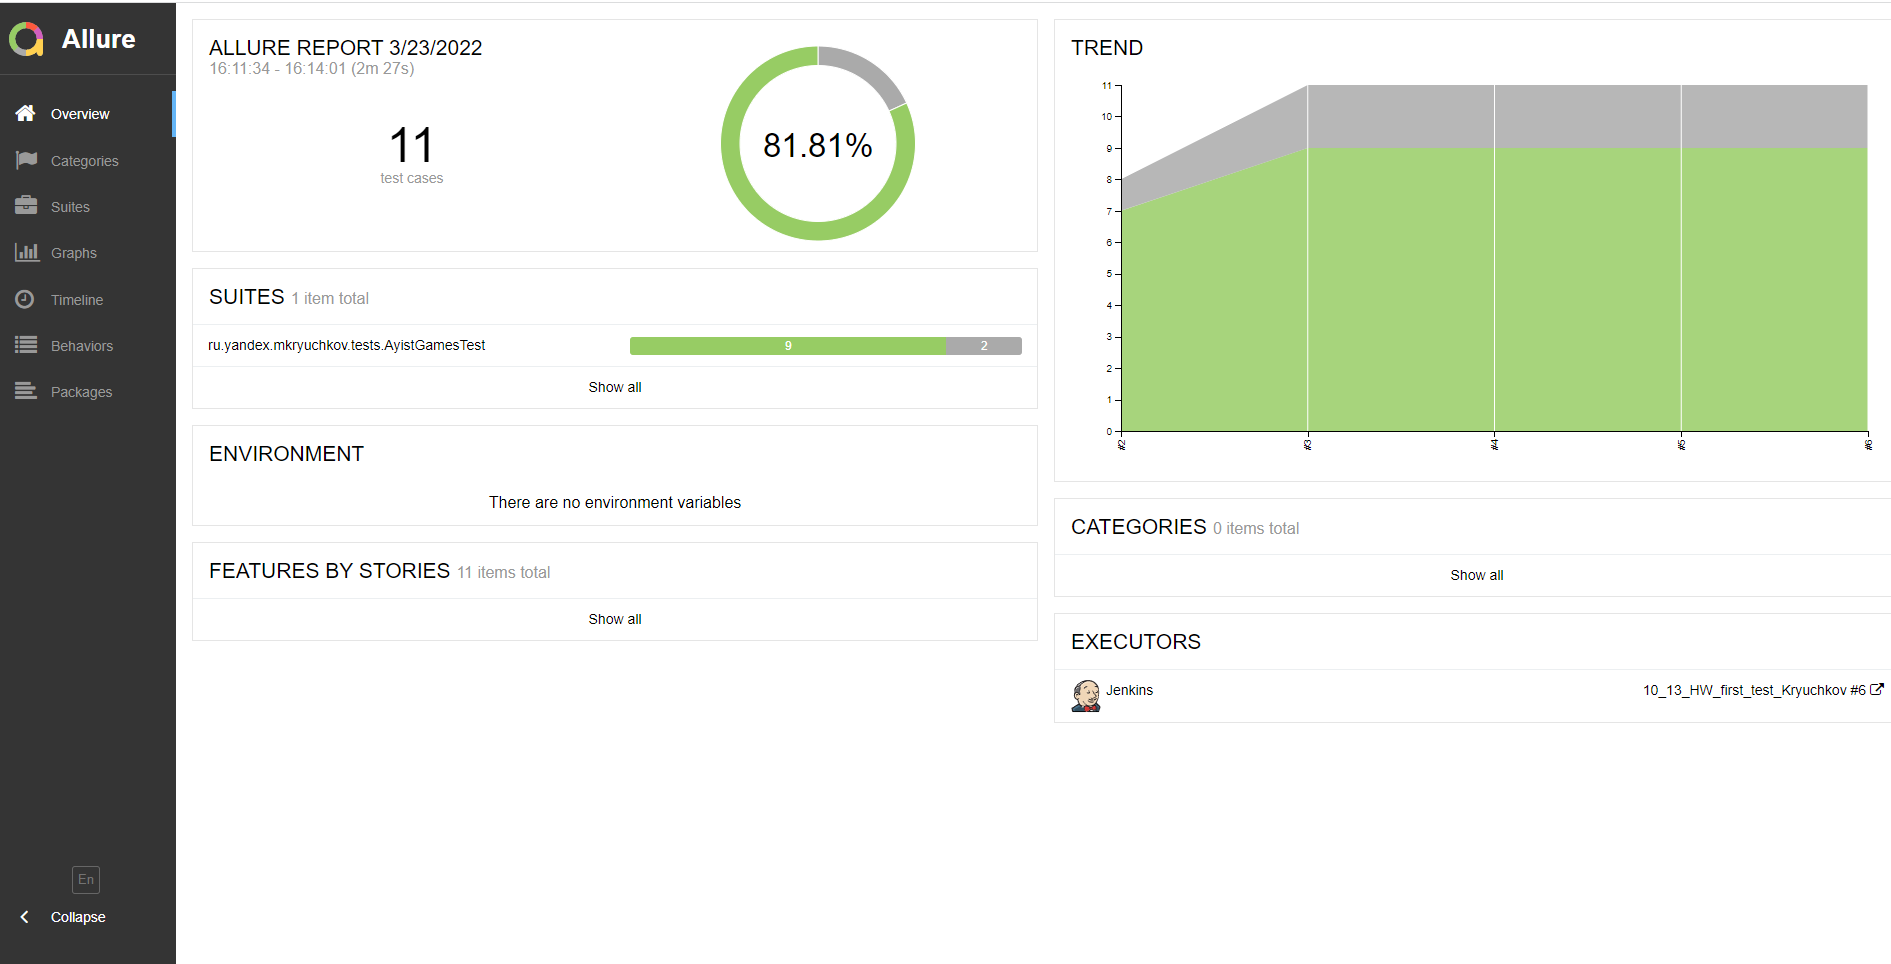 Allure
Overview
Categories
Suites
Graphs
Timeline
Behaviors
Packages
En
Collapse
ALLURE REPORT 3/23/2022
16:11:34 - 16:14:01 (2m 27s)
11
test cases
81.81%
SUITES 1 item total
ru.yandex.mkryuchkov.tests.AyistGamesTest 9 2
Show all
ENVIRONMENT
There are no environment variables
FEATURES BY STORIES 11 items total
Show all
TREND
11
10
9
8
7
6
5
4
3
2
1
0
#2 #3 #4 #5 #6
CATEGORIES 0 items total
Show all
EXECUTORS
Jenkins 10_13_HW_first_test_Kryuchkov #6